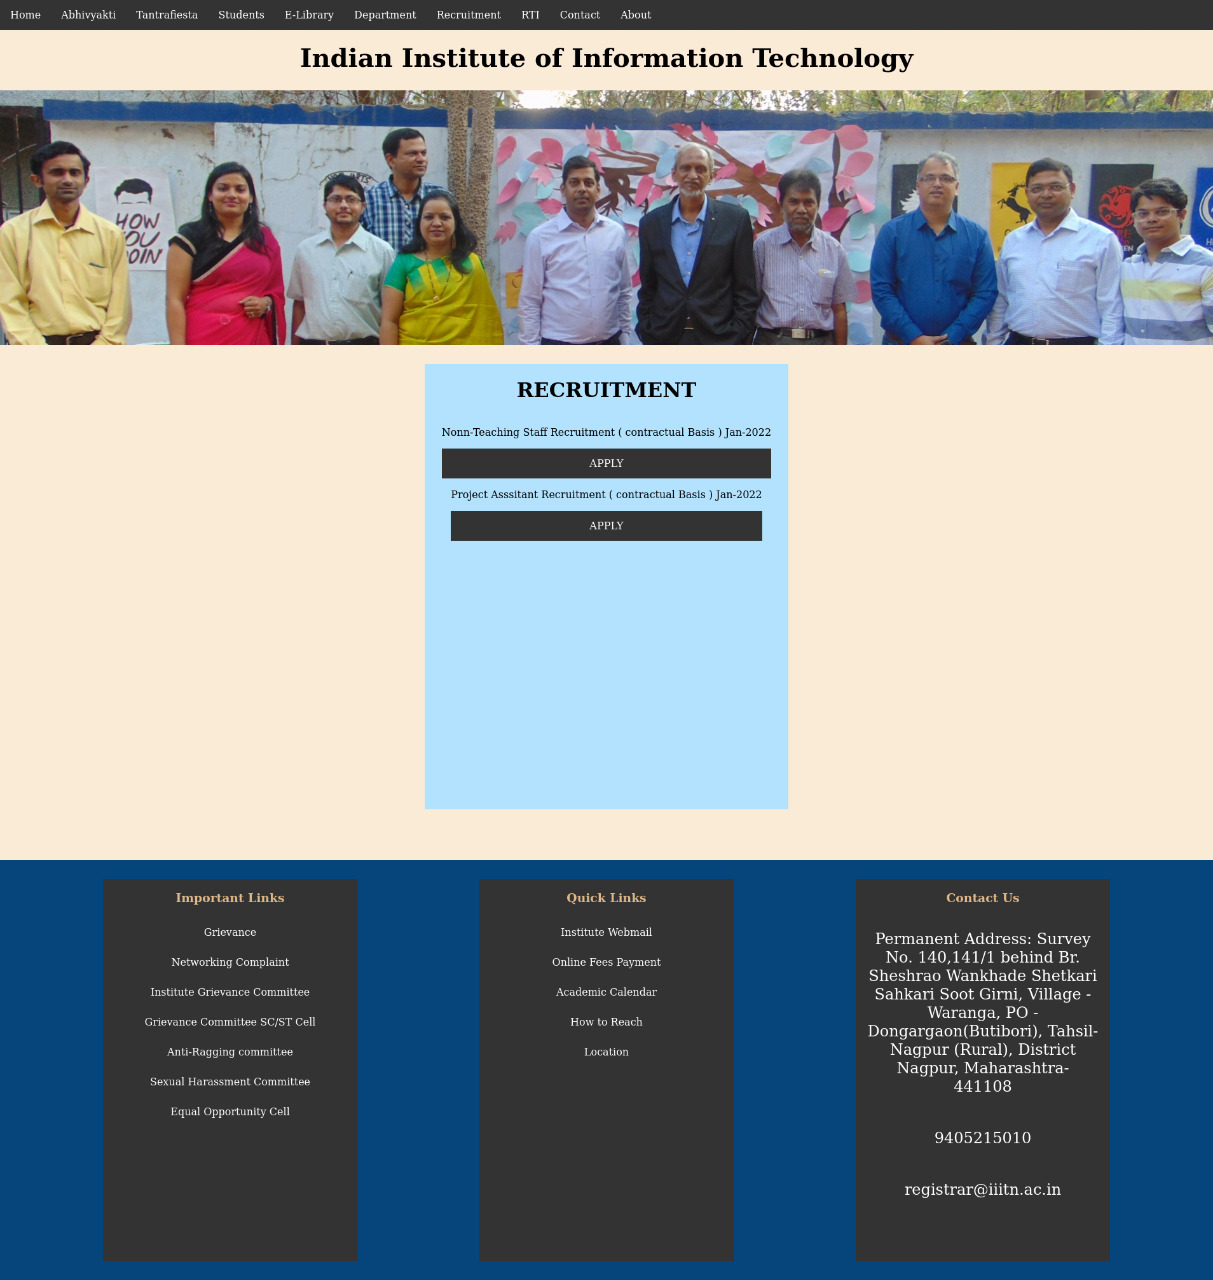 Home Abhivyakti Tantrafiesta Students E-Library Department Recruitment RTI Contact About
Indian Institute of Information Technology
HOW
YOU
DOIN
RECRUITMENT
Nonn-Teaching Staff Recruitment ( contractual Basis ) Jan-2022
APPLY
Project Asssitant Recruitment ( contractual Basis ) Jan-2022
APPLY
Important Links
Grievance
Networking Complaint
Institute Grievance Committee
Grievance Committee SC/ST Cell
Anti-Ragging committee
Sexual Harassment Committee
Equal Opportunity Cell
Quick Links
Institute Webmail
Online Fees Payment
Academic Calendar
How to Reach
Location
Contact Us
Permanent Address: Survey
No. 140,141/1 behind Br.
Sheshrao Wankhade Shetkari
Sahkari Soot Girni, Village -
Waranga, PO -
Dongargaon(Butibori), Tahsil-
Nagpur (Rural), District
Nagpur, Maharashtra-
441108
9405215010
registrar@iiitn.ac.in